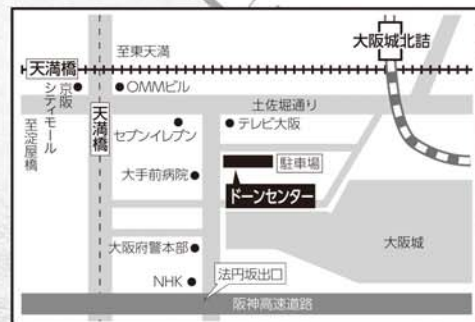 至東天満
大阪城北詰
天満橋
OMMビル
京阪
シティモール
土佐堀通り
天満橋
セブンイレブン
テレビ大阪
至淀屋橋
駐車場
大手前病院
ドーンセンター
大阪府警本部
大阪城
法円坂出口
NHK
阪神高速道路